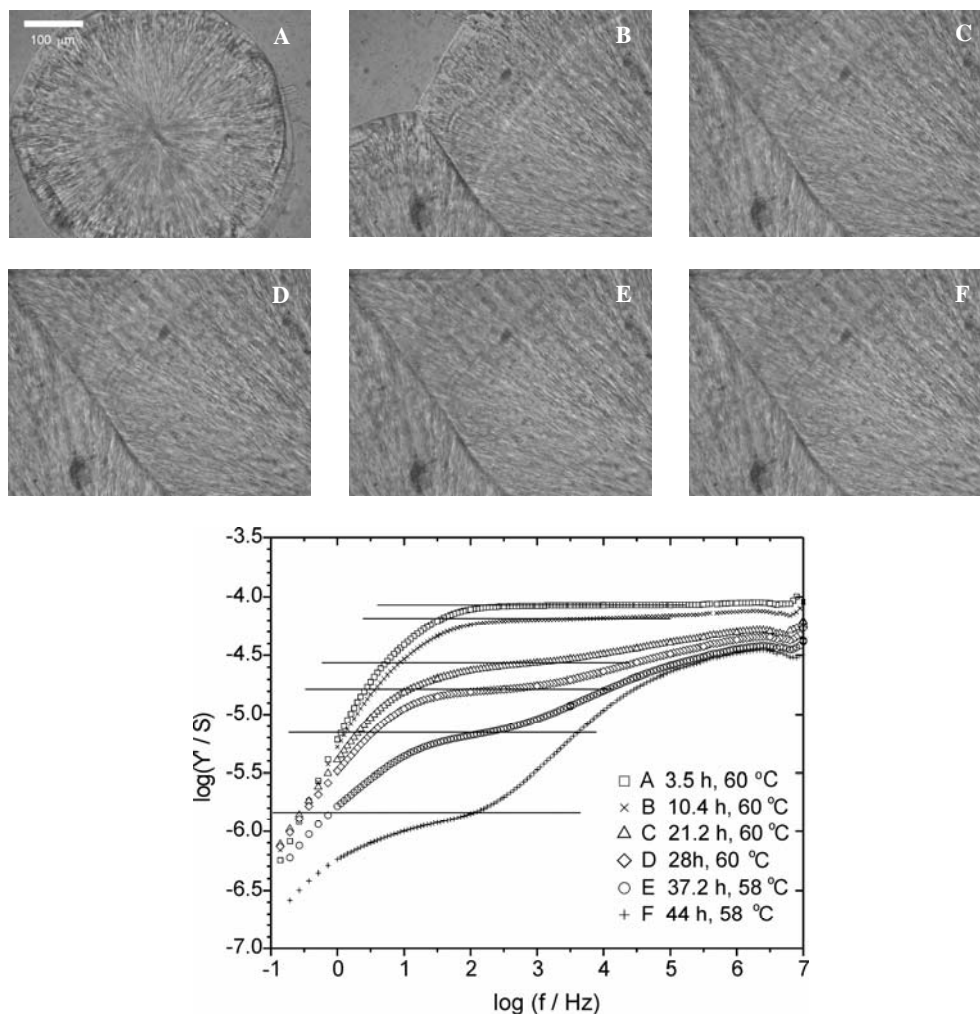 100 μm
A
B
C
D
E
F
log(Y' / S)
-3.5
-4.0
-4.5
-5.0
-5.5
-6.0
-6.5
-7.0
□ A 3.5 h, 60 °C
× B 10.4 h, 60 °C
△ C 21.2 h, 60 °C
◇ D 28h, 60 °C
○ E 37.2 h, 58 °C
+ F 44 h, 58 °C
-1 0 1 2 3 4 5 6 7
log (f / Hz)